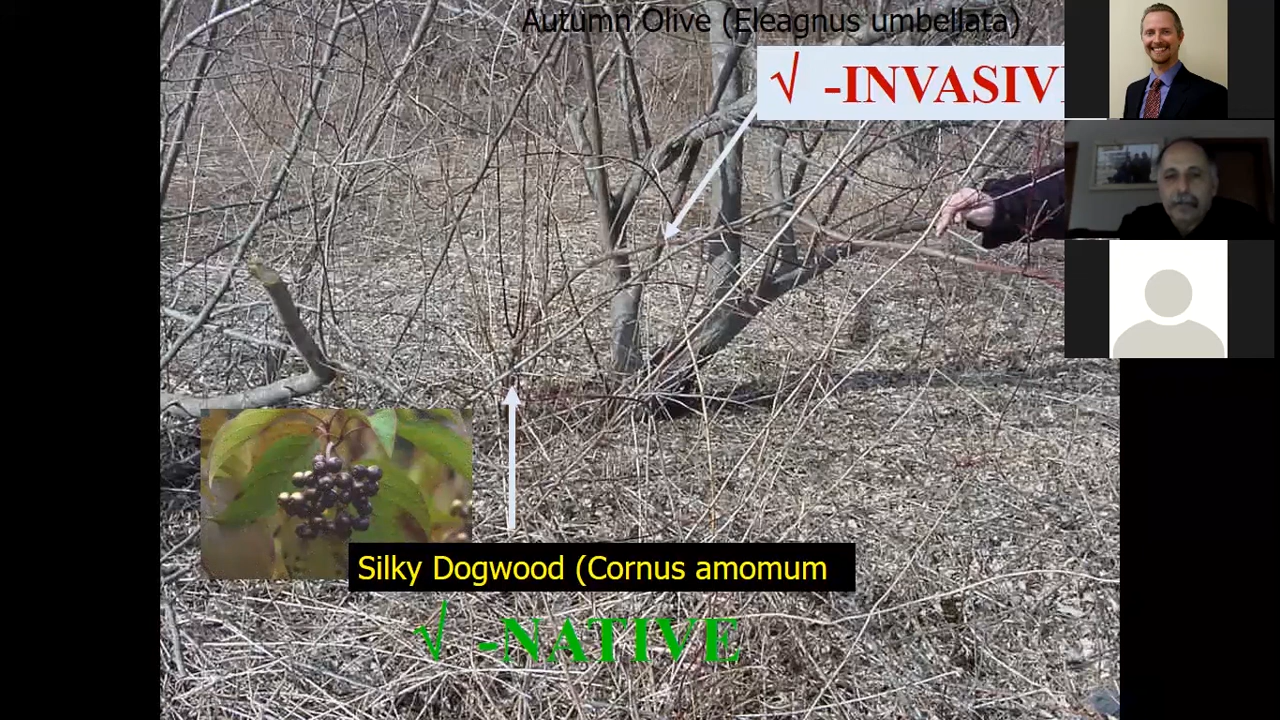 Autumn Olive (Eleagnus umbellata)
√ -INVASIV
Silky Dogwood (Cornus amomum
√ -NATIVE